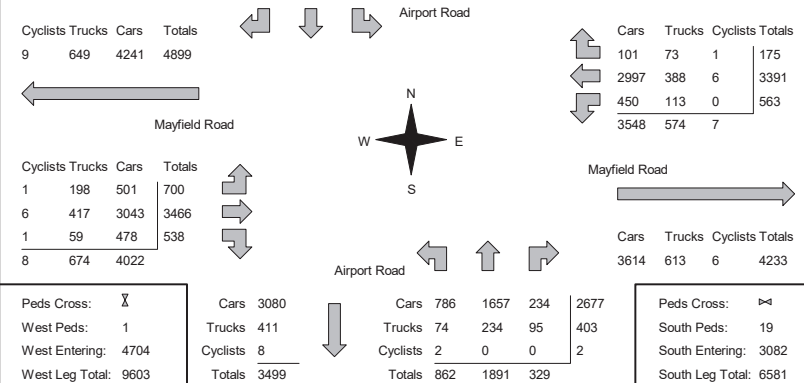 Airport Road
Cyclists Trucks Cars Totals
9 649 4241 4899
Cars Trucks Cyclists Totals
101 73 1 175
2997 388 6 3391
450 113 0 563
3548 574 7
Mayfield Road
N
W E
S
Cyclists Trucks Cars Totals
1 198 501 700
6 417 3043 3466
1 59 478 538
8 674 4022
Mayfield Road
Cars Trucks Cyclists Totals
3614 613 6 4233
Airport Road
Peds Cross:
West Peds: 1
West Entering: 4704
West Leg Total: 9603
Cars 3080
Trucks 411
Cyclists 8
Totals 3499
Cars 786 1657 234 2677
Trucks 74 234 95 403
Cyclists 2 0 0 2
Totals 862 1891 329
Peds Cross:
South Peds: 19
South Entering: 3082
South Leg Total: 6581